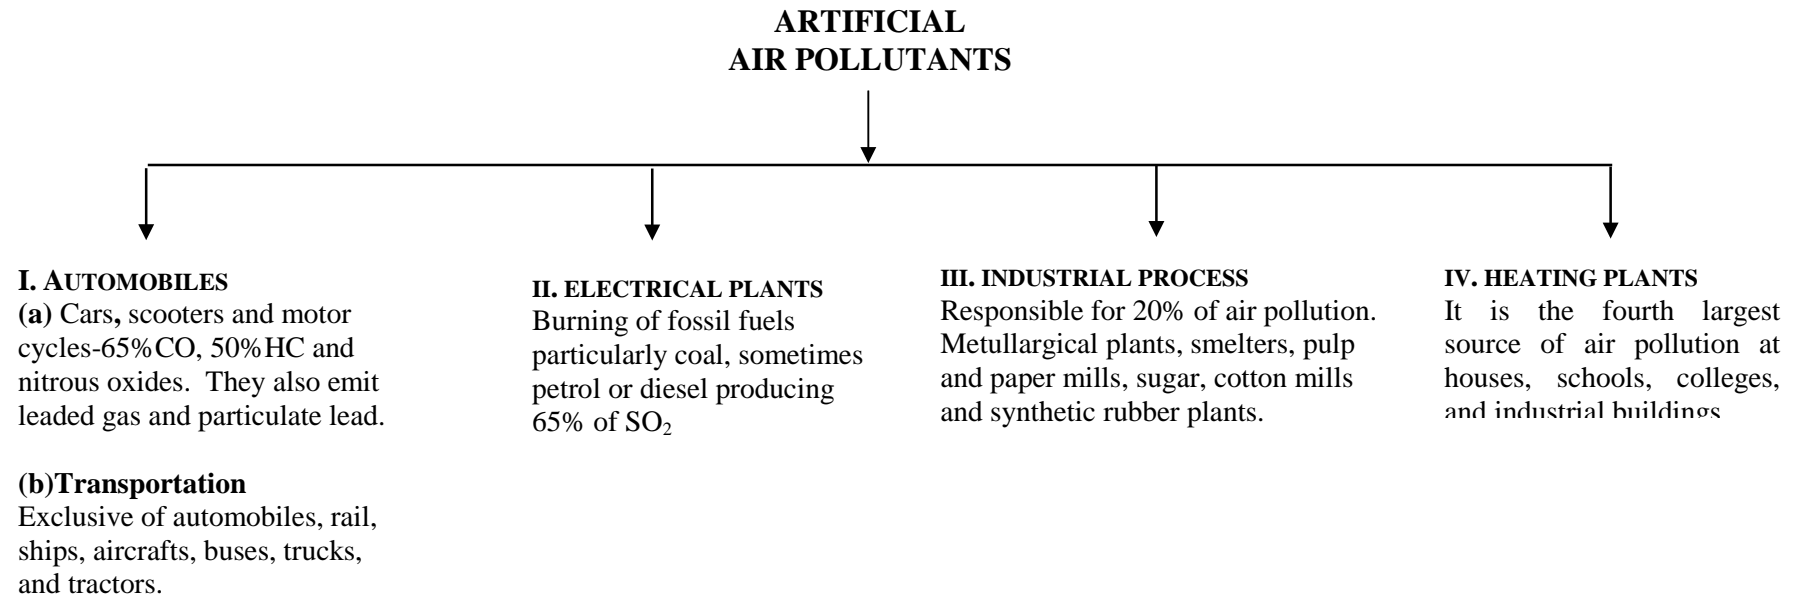 ARTIFICIAL
AIR POLLUTANTS
I. AUTOMOBILES
(a) Cars, scooters and motor
cycles-65%CO, 50%HC and
nitrous oxides. They also emit
leaded gas and particulate lead.
(b)Transportation
Exclusive of automobiles, rail,
ships, aircrafts, buses, trucks,
and tractors.
II. ELECTRICAL PLANTS
Burning of fossil fuels
particularly coal, sometimes
petrol or diesel producing
65% of SO₂
III. INDUSTRIAL PROCESS
Responsible for 20% of air pollution.
Metullargical plants, smelters, pulp
and paper mills, sugar, cotton mills
and synthetic rubber plants.
IV. HEATING PLANTS
It is the fourth largest
source of air pollution at
houses, schools, colleges,
and industrial buildings